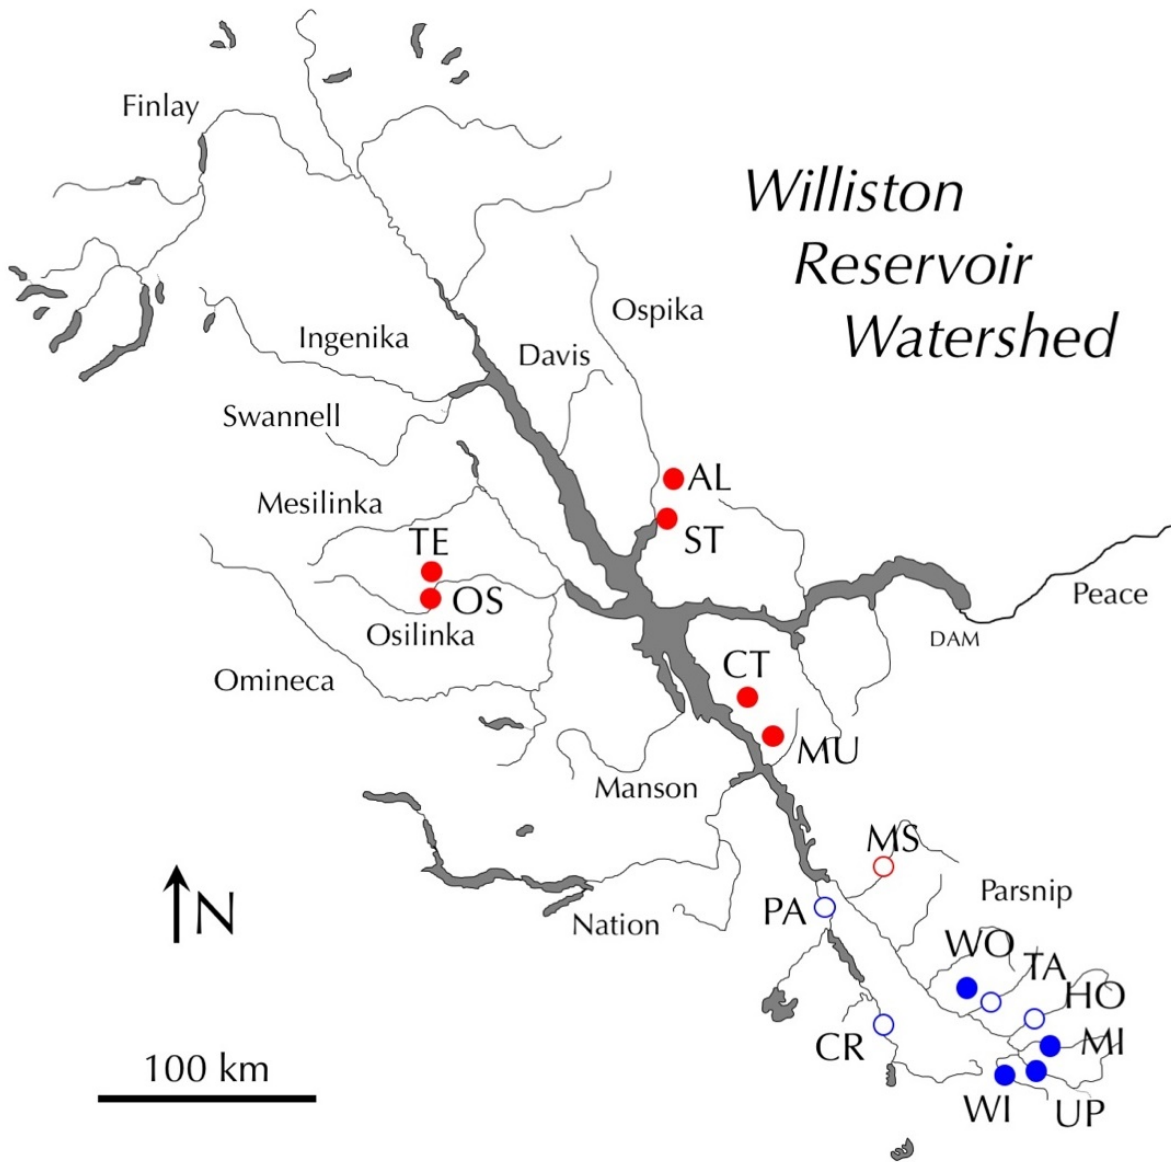 Finlay
Williston
Reservoir
Watershed
Ospika
Ingenika
Davis
Swannell
AL
Mesilinka
TE
ST
OS
Peace
Osilinka
DAM
CT
Omineca
MU
Manson
MS
Parsnip
N
PA
Nation
WO
TA
HO
CR
MI
100 km
WI
UP